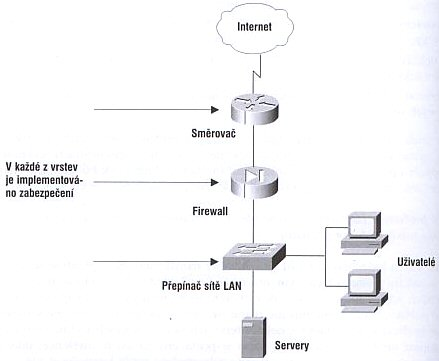 Internet
Směrovač
V každé z vrstev
je implementová-
no zabezpečení
Firewall
Uživatelé
Přepínač sítě LAN
Servery